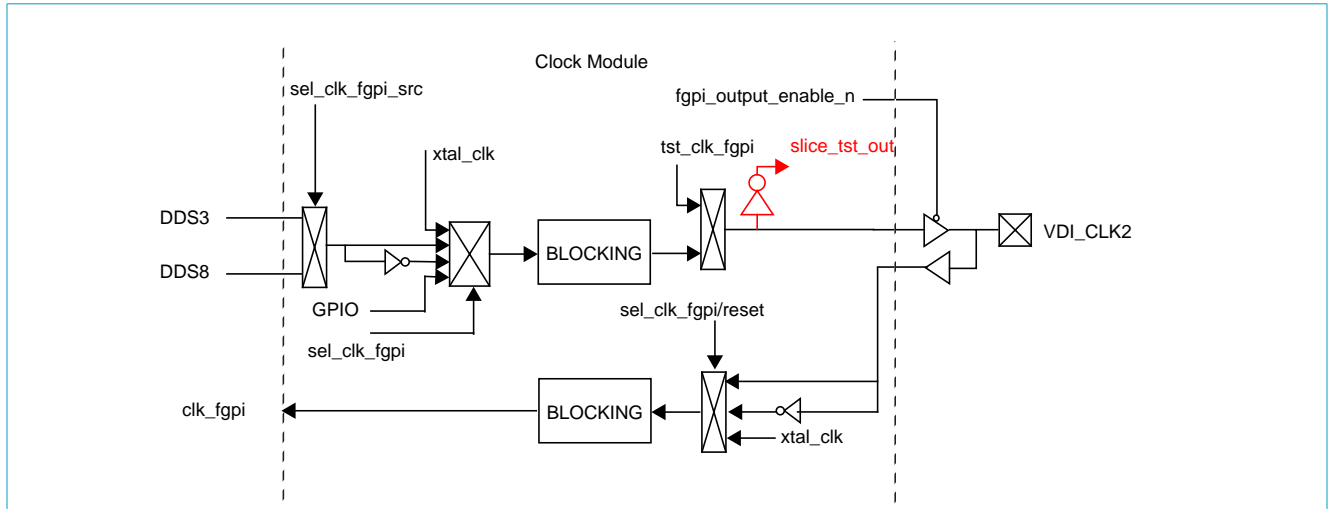 Clock Module
sel_clk_fgpi_src
fgpi_output_enable_n
xtal_clk
tst_clk_fgpi
slice_tst_out
DDS3
VDI_CLK2
BLOCKING
DDS8
GPIO
sel_clk_fgpi/reset
sel_clk_fgpi
clk_fgpi
BLOCKING
xtal_clk